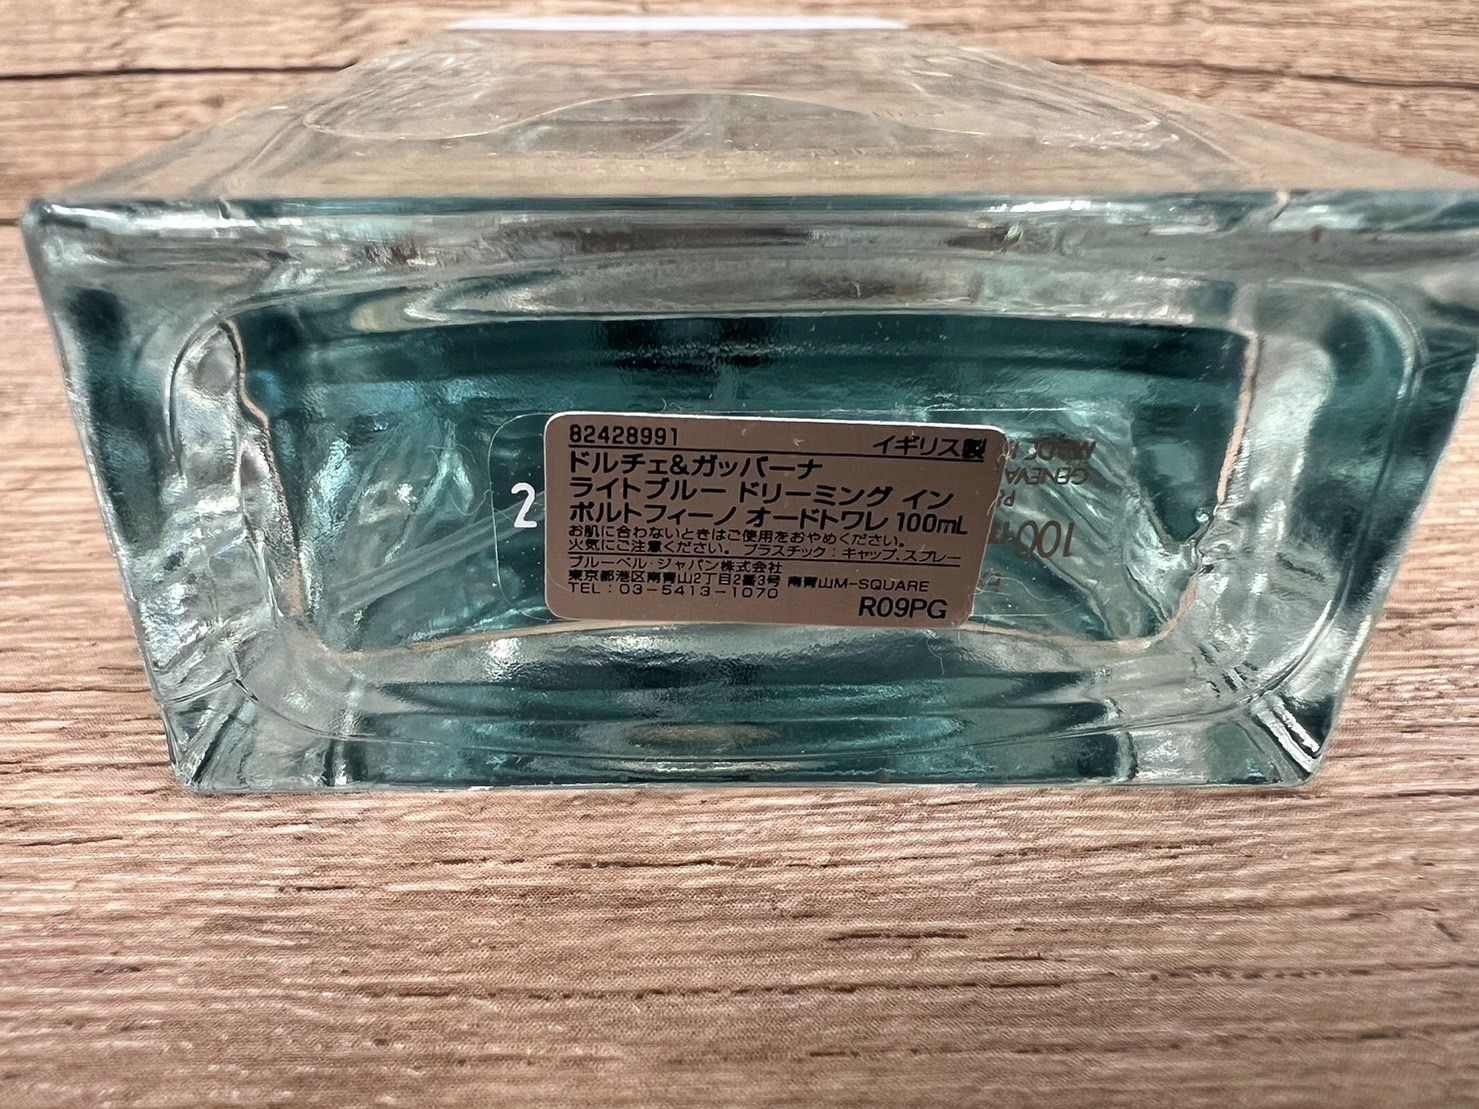 82428991 イギリス製
ドルチェ&ガッバーナ
ライトブルー ドリーミング イン
ポルトフィーノ オードトワレ 100mL
お肌に合わないときはご使用をおやめください。
火気にご注意ください。 プラスチック:キャップ.スプレー
ブルーベル・ジャパン株式会社
東京都港区南青山2丁目2番3号 南青山M-SQUARE
TEL:03-5413-1070
R09PG
2
GENEVA
100